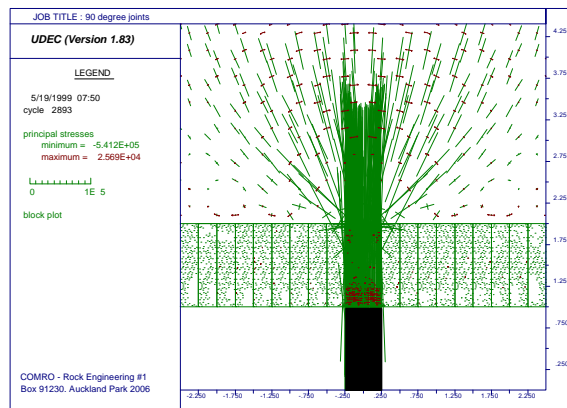 JOB TITLE : 90 degree joints
UDEC (Version 1.83)
LEGEND
5/19/1999 07:50
cycle 2893
principal stresses
minimum = -5.412E+05
maximum = 2.569E+04
0 1E 5
block plot
COMRO - Rock Engineering #1
Box 91230. Auckland Park 2006
4.25
3.75
3.25
2.75
2.25
1.75
1.25
.750
.250
-2.250 -1.750 -1.250 -.750 -.250 .250 .750 1.250 1.750 2.250